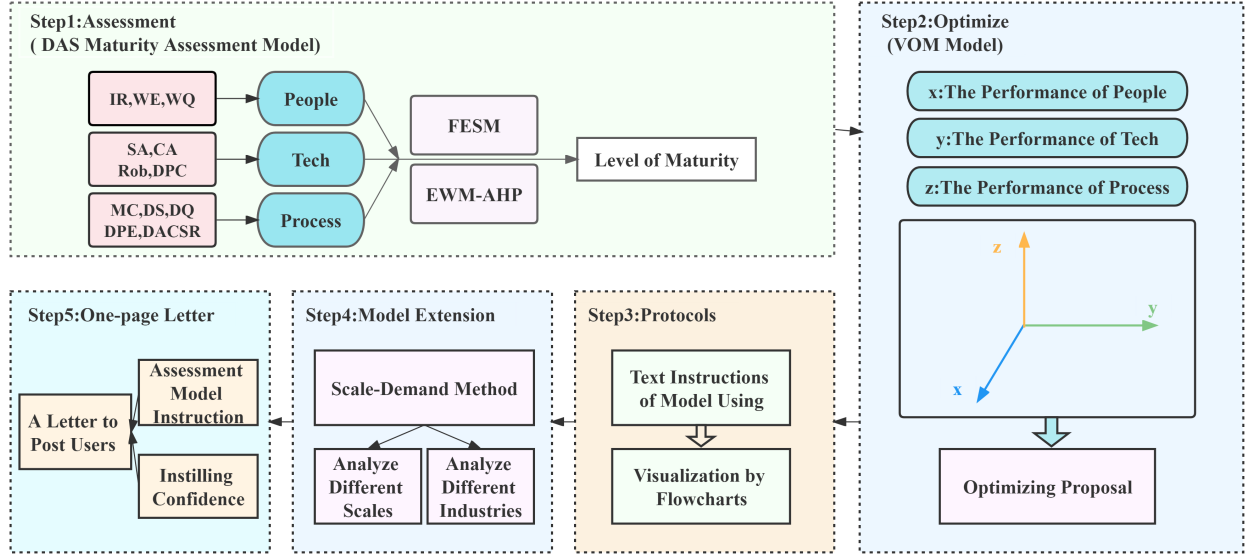 Step1:Assessment
( DAS Maturity Assessment Model)
IR,WE,WQ
People
SA,CA
Rob,DPC
Tech
MC,DS,DQ
DPE,DACSR
Process
FESM
EWM-AHP
Level of Maturity
Step2:Optimize
(VOM Model)
x:The Performance of People
y:The Performance of Tech
z:The Performance of Process
z
y
x
Optimizing Proposal
Step3:Protocols
Text Instructions
of Model Using
Visualization by
Flowcharts
Step4:Model Extension
Scale-Demand Method
Analyze
Different
Scales
Analyze
Different
Industries
Step5:One-page Letter
Assessment
Model
Instruction
A Letter to
Post Users
Instilling
Confidence